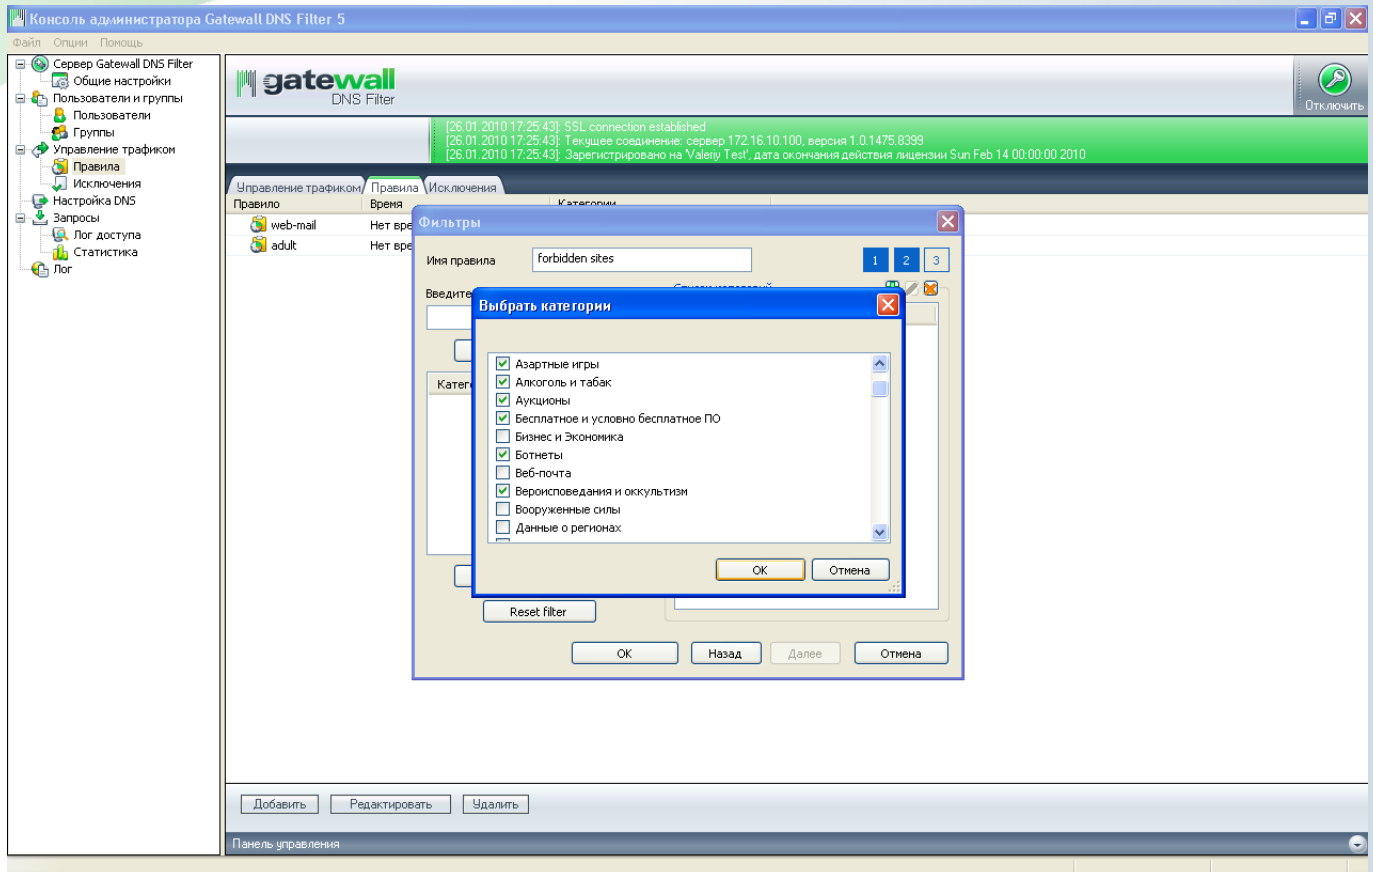 Консоль администратора Gatewall DNS Filter 5
Файл Опции Помощь
Сервер Gatewall DNS Filter
Общие настройки
Пользователи и группы
Пользователи
Группы
Управление трафиком
Правила
Исключения
Настройка DNS
Запросы
Лог доступа
Статистика
Лог
gatewall
DNS Filter
Отключить
[26.01.2010 17:25:43]: SSL connection established
[26.01.2010 17:25:43]: Текущее соединение: сервер 172.16.10.100, версия 1.0.1475.8399
[26.01.2010 17:25:43]: Зарегистрировано на 'Valeriy Test', дата окончания действия лицензии Sun Feb 14 00:00:00 2010
Управление трафиком Правила Исключения
Правило Время Категории
web-mail Нет вре
adult Нет вре
Фильтры
Имя правила forbidden sites 1 2 3
Введите Список категорий
Катег
Выбрать категории
Азартные игры
Алкоголь и табак
Аукционы
Бесплатное и условно бесплатное ПО
Бизнес и Экономика
Ботнеты
Веб-почта
Вероисповедания и оккультизм
Вооруженные силы
Данные о регионах
OK Отмена
Reset filter
OK Назад Далее Отмена
Добавить Редактировать Удалить
Панель управления